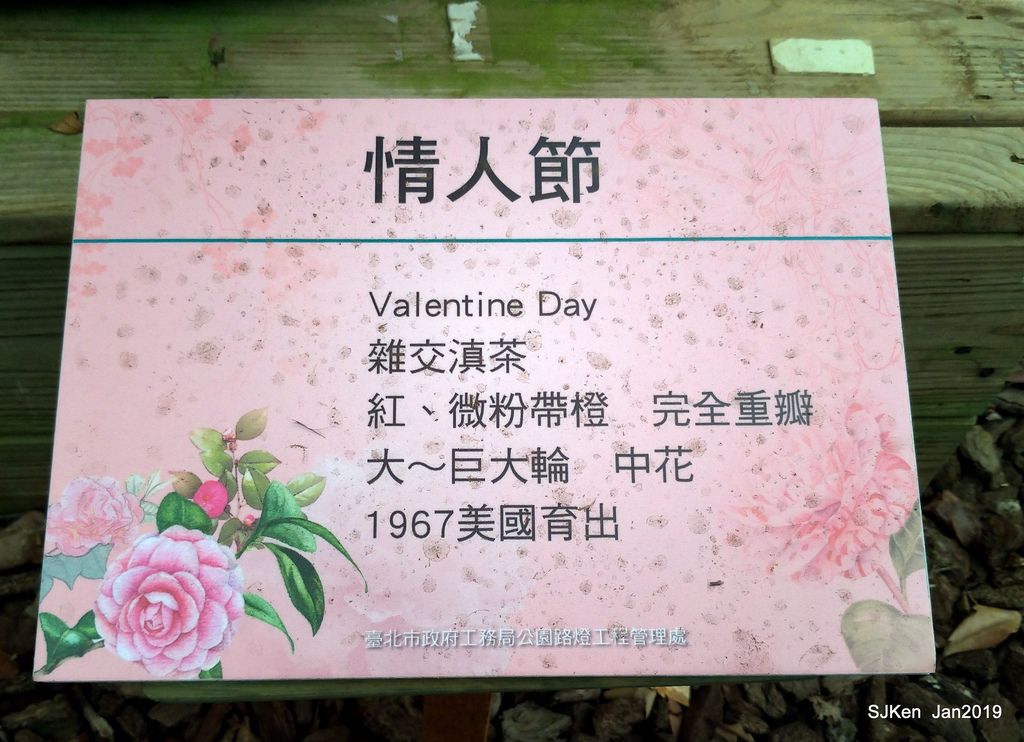 情人節
Valentine Day
雜交滇茶
紅、微粉帶橙　完全重瓣
大～巨大輪　中花
1967美國育出
臺北市政府工務局公園路燈工程管理處
SJKen Jan2019